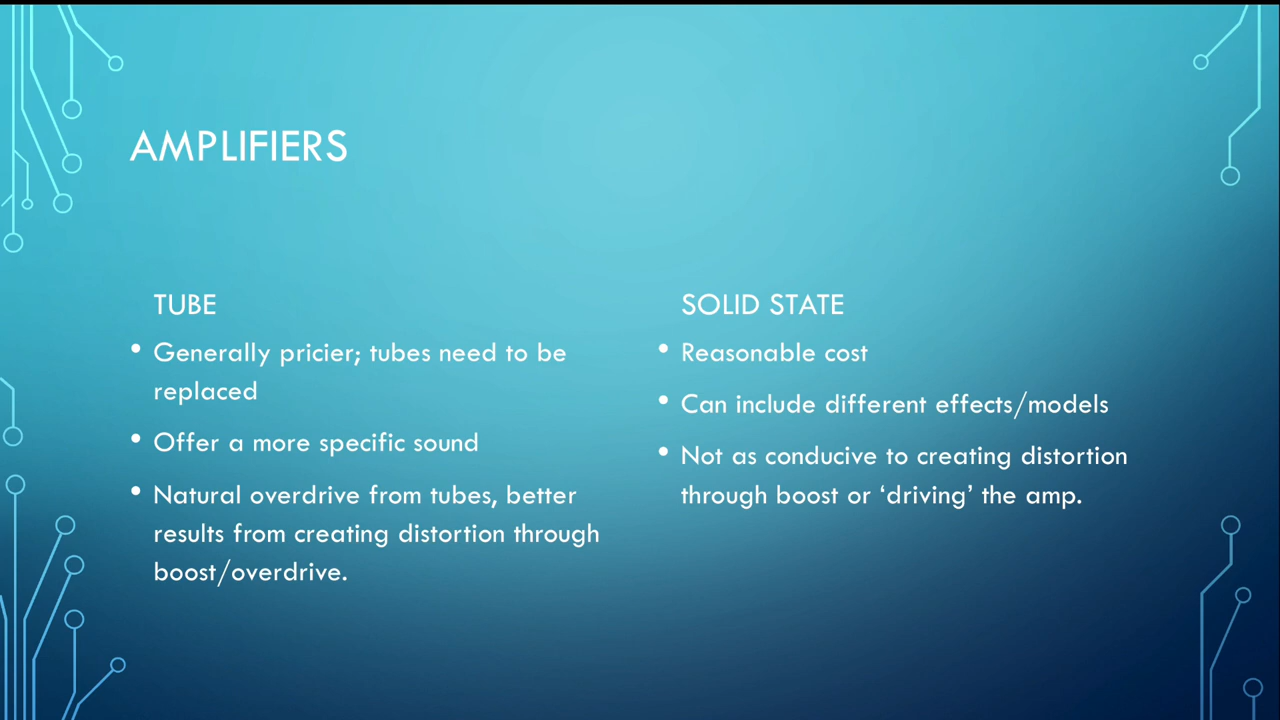 AMPLIFIERS
TUBE
• Generally pricier; tubes need to be
replaced
• Offer a more specific sound
• Natural overdrive from tubes, better
results from creating distortion through
boost/overdrive.
SOLID STATE
• Reasonable cost
• Can include different effects/models
• Not as conducive to creating distortion
through boost or ‘driving’ the amp.